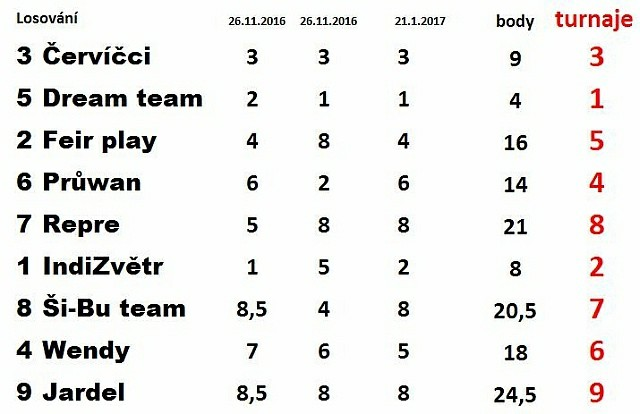 Losování 26.11.2016 26.11.2016 21.1.2017 body turnaje
3 Červíčci 3 3 3 9 3
5 Dream team 2 1 1 4 1
2 Feir play 4 8 4 16 5
6 Průwan 6 2 6 14 4
7 Repre 5 8 8 21 8
1 IndiZvětr 1 5 2 8 2
8 Ši-Bu team 8,5 4 8 20,5 7
4 Wendy 7 6 5 18 6
9 Jardel 8,5 8 8 24,5 9